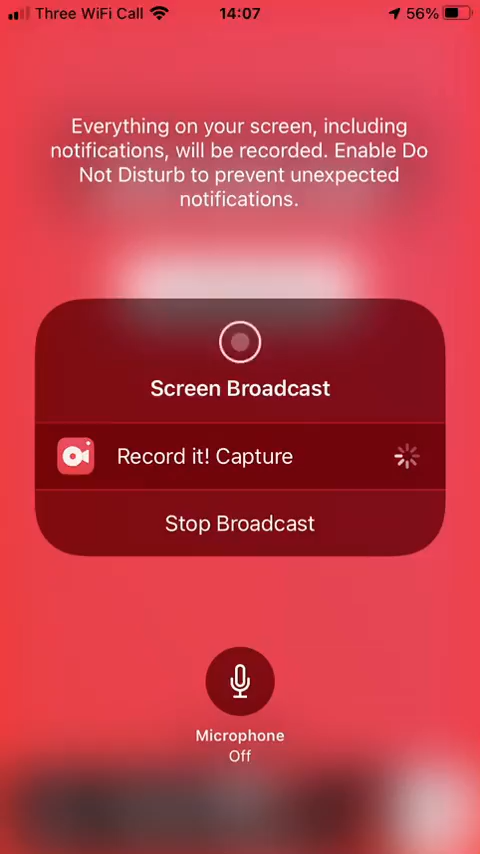 Three WiFi Call 14:07 56%
Everything on your screen, including
notifications, will be recorded. Enable Do
Not Disturb to prevent unexpected
notifications.
Screen Broadcast
Record it! Capture
Stop Broadcast
Microphone
Off